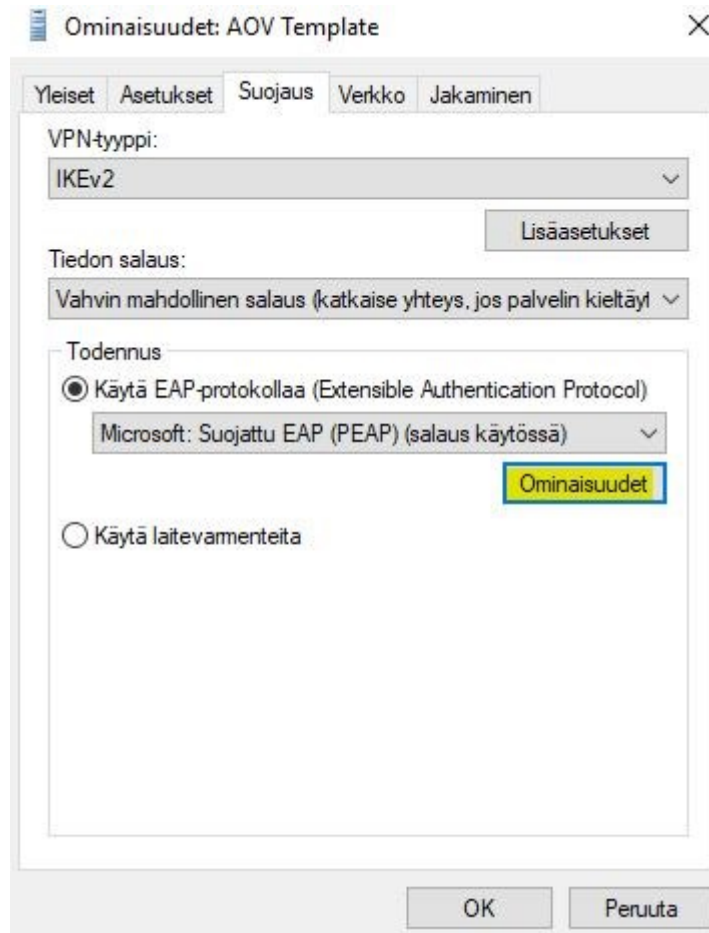 Ominaisuudet: AOV Template
Yleiset Asetukset Suojaus Verkko Jakaminen
VPN-tyyppi:
IKEv2
Lisäasetukset
Tiedon salaus:
Vahvin mahdollinen salaus (katkaise yhteys, jos palvelin kieltäyt
Todennus
Käytä EAP-protokollaa (Extensible Authentication Protocol)
Microsoft: Suojattu EAP (PEAP) (salaus käytössä)
Ominaisuudet
Käytä laitevarmenteita
OK Peruuta